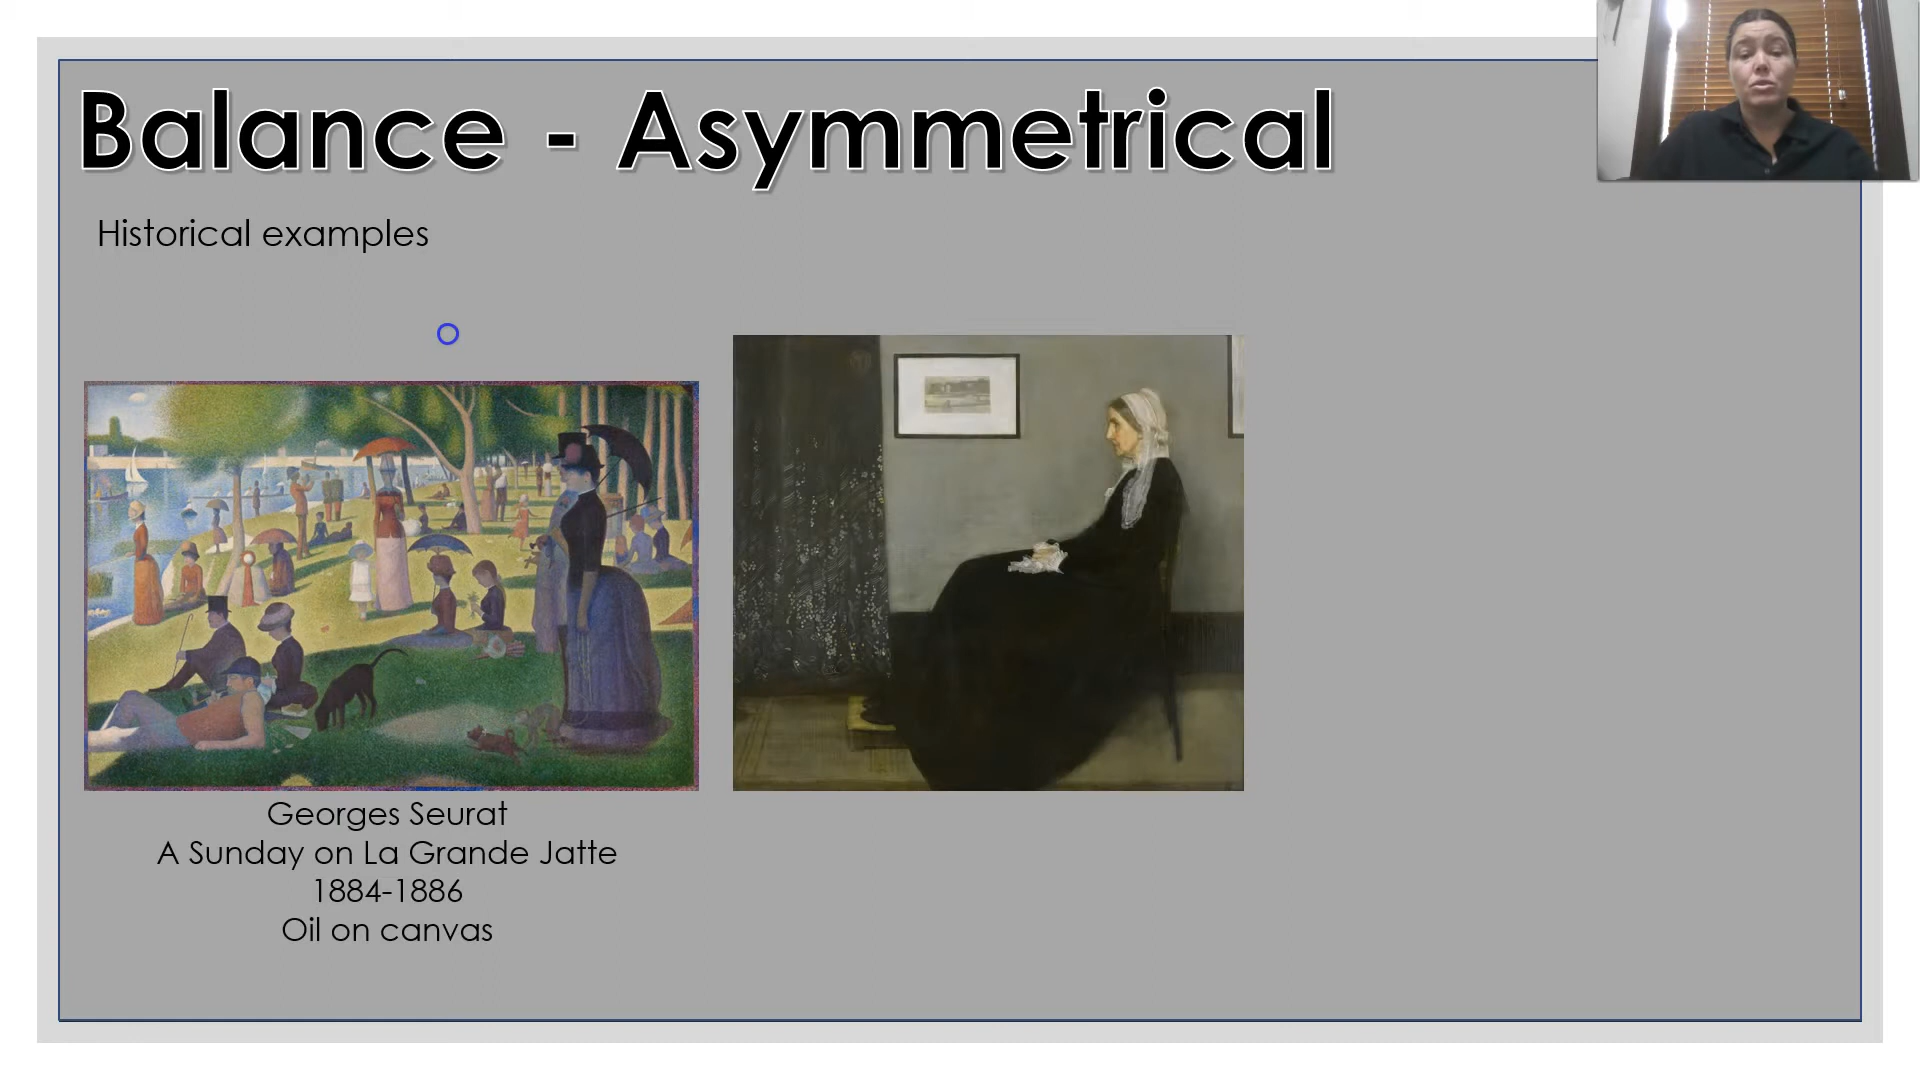 Balance - Asymmetrical
Historical examples
Georges Seurat
A Sunday on La Grande Jatte
1884-1886
Oil on canvas